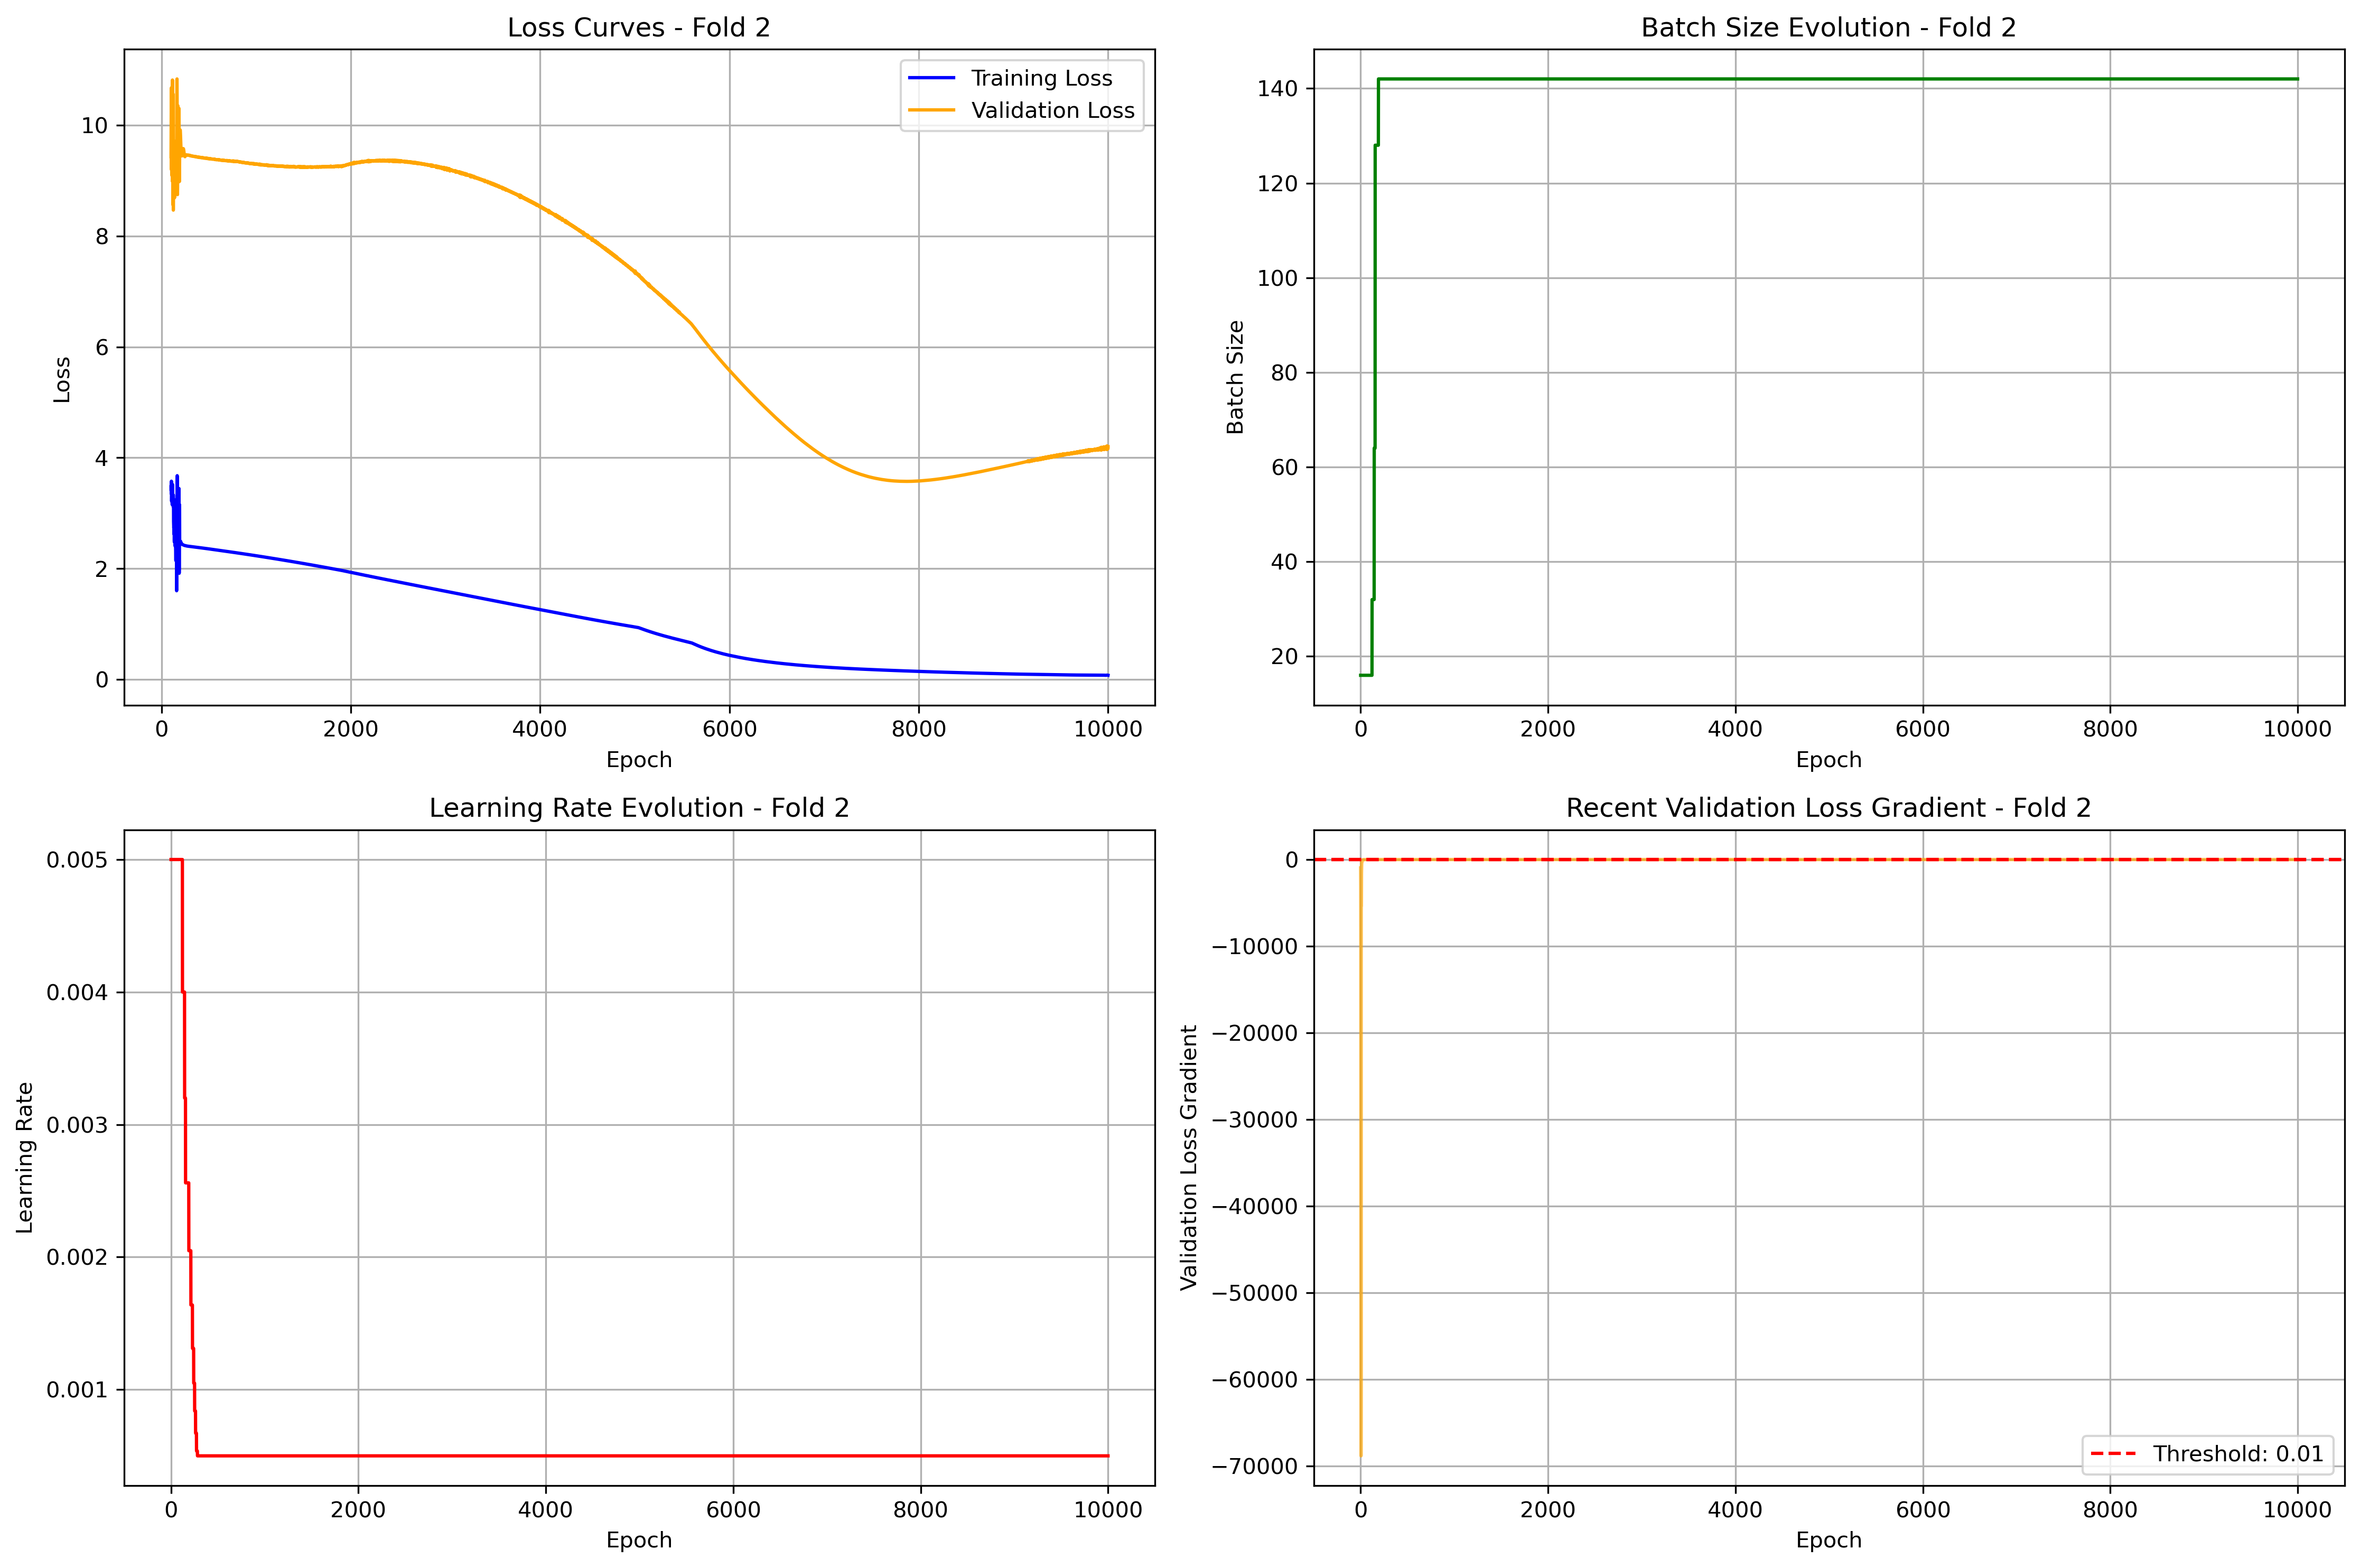 Loss Curves - Fold 2
Loss
10
8
6
4
2
0
0 2000 4000 6000 8000 10000
Epoch
Training Loss
Validation Loss
Batch Size Evolution - Fold 2
Batch Size
140
120
100
80
60
40
20
0 2000 4000 6000 8000 10000
Epoch
Learning Rate Evolution - Fold 2
Learning Rate
0.005
0.004
0.003
0.002
0.001
0 2000 4000 6000 8000 10000
Epoch
Recent Validation Loss Gradient - Fold 2
Validation Loss Gradient
0
−10000
−20000
−30000
−40000
−50000
−60000
−70000
0 2000 4000 6000 8000 10000
Epoch
Threshold: 0.01